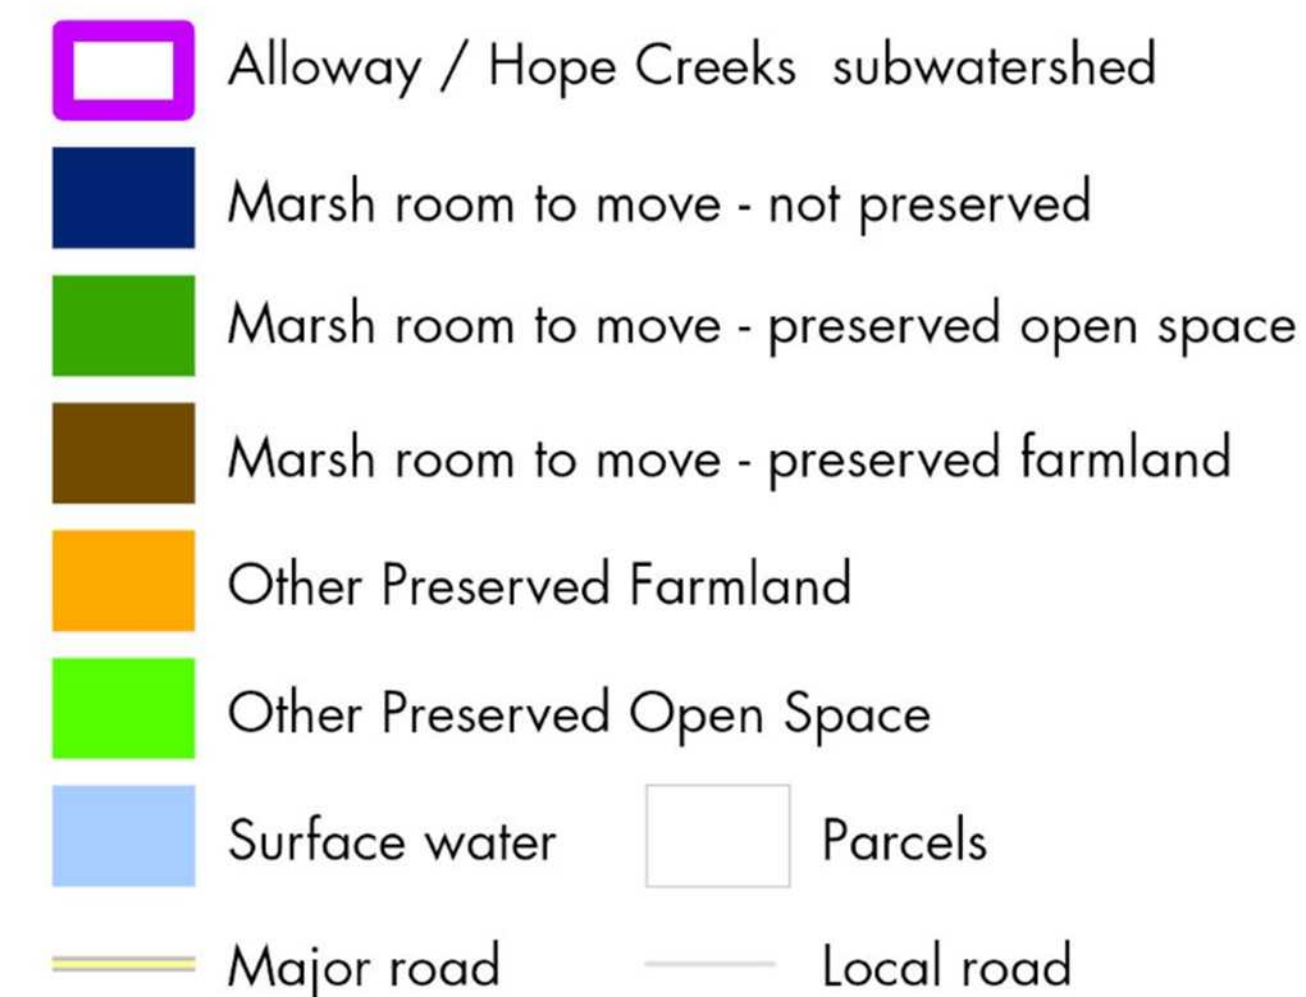 Alloway / Hope Creeks subwatershed
Marsh room to move - not preserved
Marsh room to move - preserved open space
Marsh room to move - preserved farmland
Other Preserved Farmland
Other Preserved Open Space
Surface water Parcels
Major road Local road